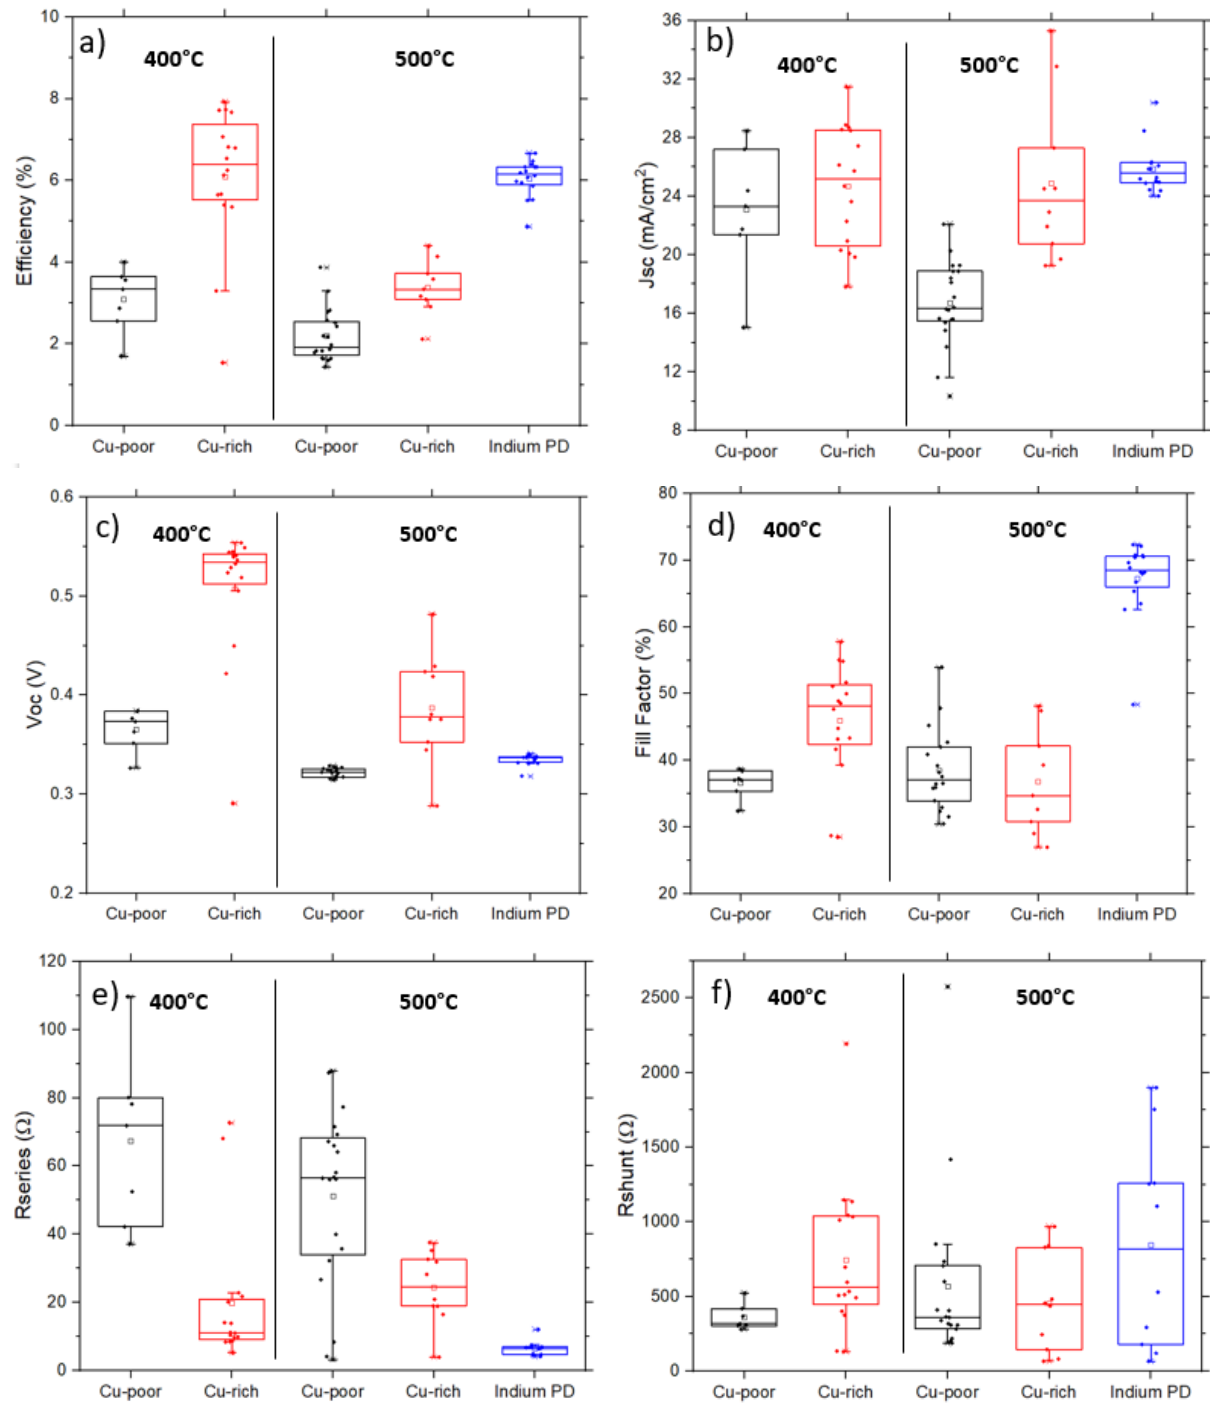 a)
400°C
500°C
Efficiency (%)
10
8
6
4
2
0
Cu-poor
Cu-rich
Cu-poor
Cu-rich
Indium PD
b)
400°C
500°C
Jsc (mA/cm2)
36
32
28
24
20
16
12
8
Cu-poor
Cu-rich
Cu-poor
Cu-rich
Indium PD
c)
400°C
500°C
Voc (V)
0.6
0.5
0.4
0.3
0.2
Cu-poor
Cu-rich
Cu-poor
Cu-rich
Indium PD
d)
400°C
500°C
Fill Factor (%)
80
70
60
50
40
30
20
Cu-poor
Cu-rich
Cu-poor
Cu-rich
Indium PD
e)
400°C
500°C
Rseries (Ω)
120
100
80
60
40
20
0
Cu-poor
Cu-rich
Cu-poor
Cu-rich
Indium PD
f)
400°C
500°C
Rshunt (Ω)
2500
2000
1500
1000
500
0
Cu-poor
Cu-rich
Cu-poor
Cu-rich
Indium PD